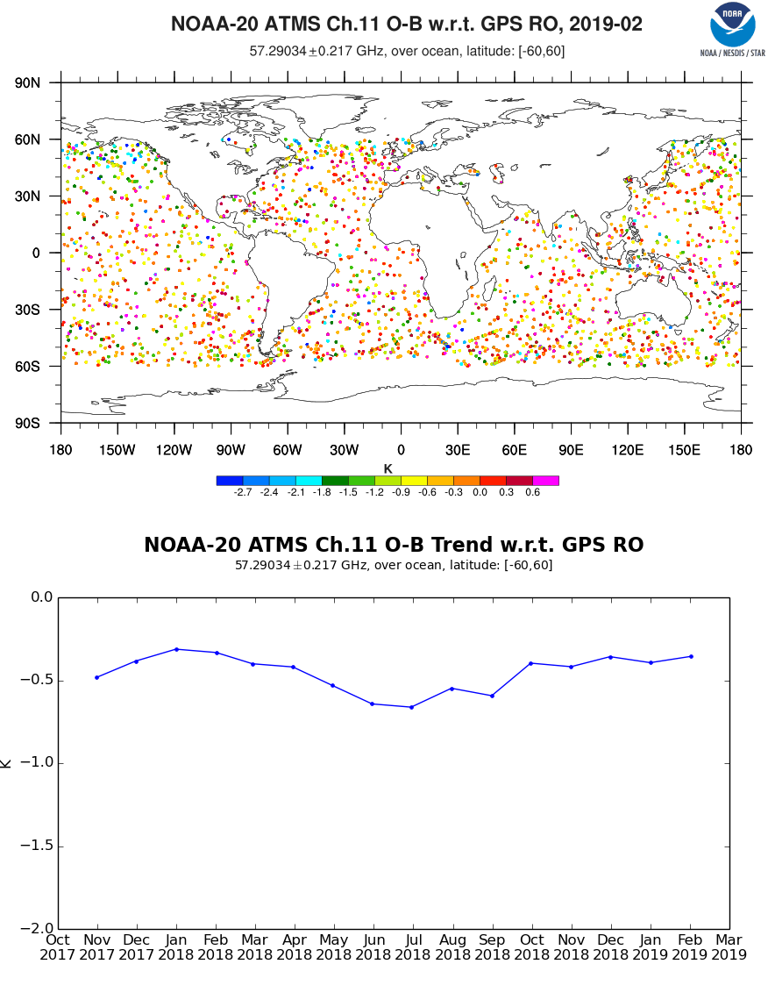 NOAA-20 ATMS Ch.11 O-B w.r.t. GPS RO, 2019-02
57.29034±0.217 GHz, over ocean, latitude: [-60,60]
NOAA
NOAA / NESDIS / STAR
90N
60N
30N
0
30S
60S
90S
180 150W 120W 90W 60W 30W 0 30E 60E 90E 120E 150E 180
K
-2.7 -2.4 -2.1 -1.8 -1.5 -1.2 -0.9 -0.6 -0.3 0.0 0.3 0.6
NOAA-20 ATMS Ch.11 O-B Trend w.r.t. GPS RO
57.29034±0.217 GHz, over ocean, latitude: [-60,60]
0.0
−0.5
−1.0
K
−1.5
−2.0
Oct Nov Dec Jan Feb Mar Apr May Jun Jul Aug Sep Oct Nov Dec Jan Feb Mar
2017 2017 2017 2018 2018 2018 2018 2018 2018 2018 2018 2018 2018 2018 2018 2019 2019 2019